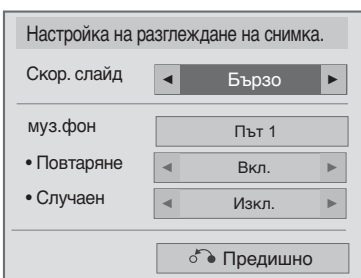 Настройка на разглеждане на снимка.
Скор. слайд ◄ Бързо ►
муз.фон Път 1
• Повтаряне ◄ Вкл. ►
• Случаен ◄ Изкл. ►
Предишно